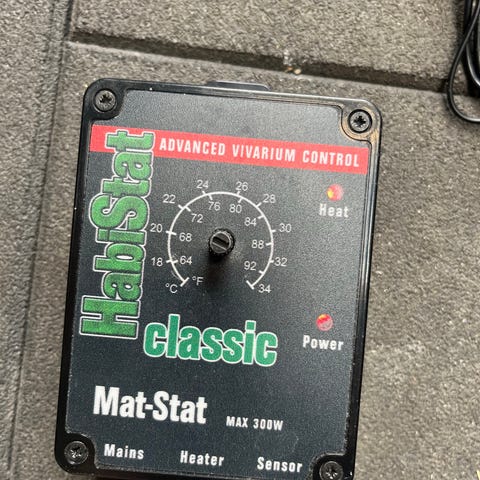 HabiStat
ADVANCED VIVARIUM CONTROL
24 26
22 76 80 28
72 84
20 68 88 30
18 64 92 32
°C °F 34
Heat
Power
classic
Mat-Stat MAX 300W
Mains Heater Sensor